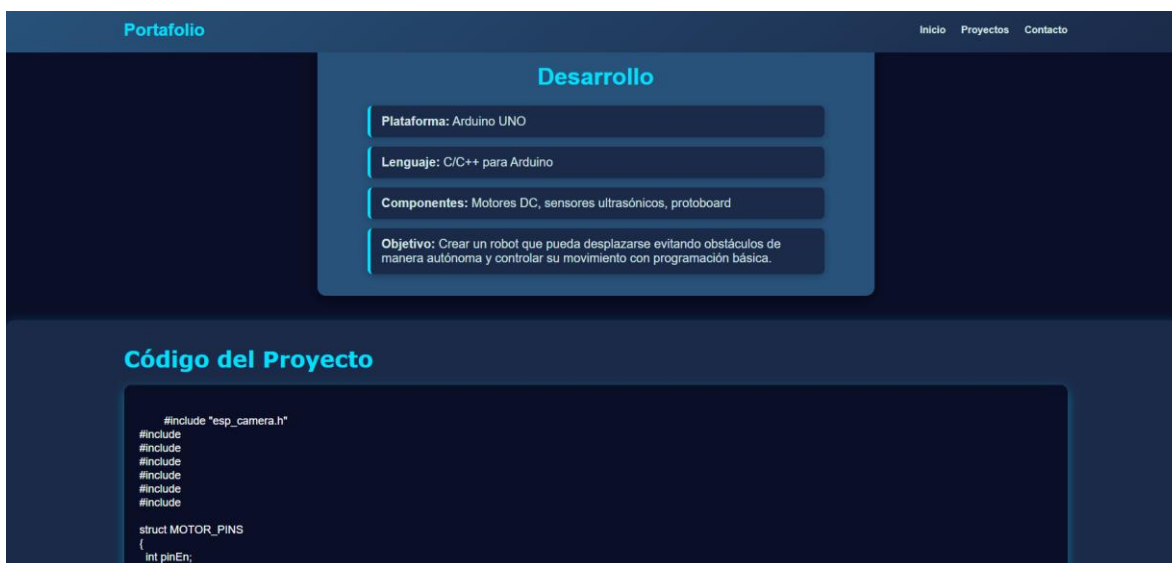 Portafolio
Inicio Proyectos Contacto
Desarrollo
Plataforma: Arduino UNO
Lenguaje: C/C++ para Arduino
Componentes: Motores DC, sensores ultrasónicos, protoboard
Objetivo: Crear un robot que pueda desplazarse evitando obstáculos de
manera autónoma y controlar su movimiento con programación básica.
Código del Proyecto
#include "esp_camera.h"
#include
#include
#include
#include
#include
#include
struct MOTOR_PINS
{
int pinEn;